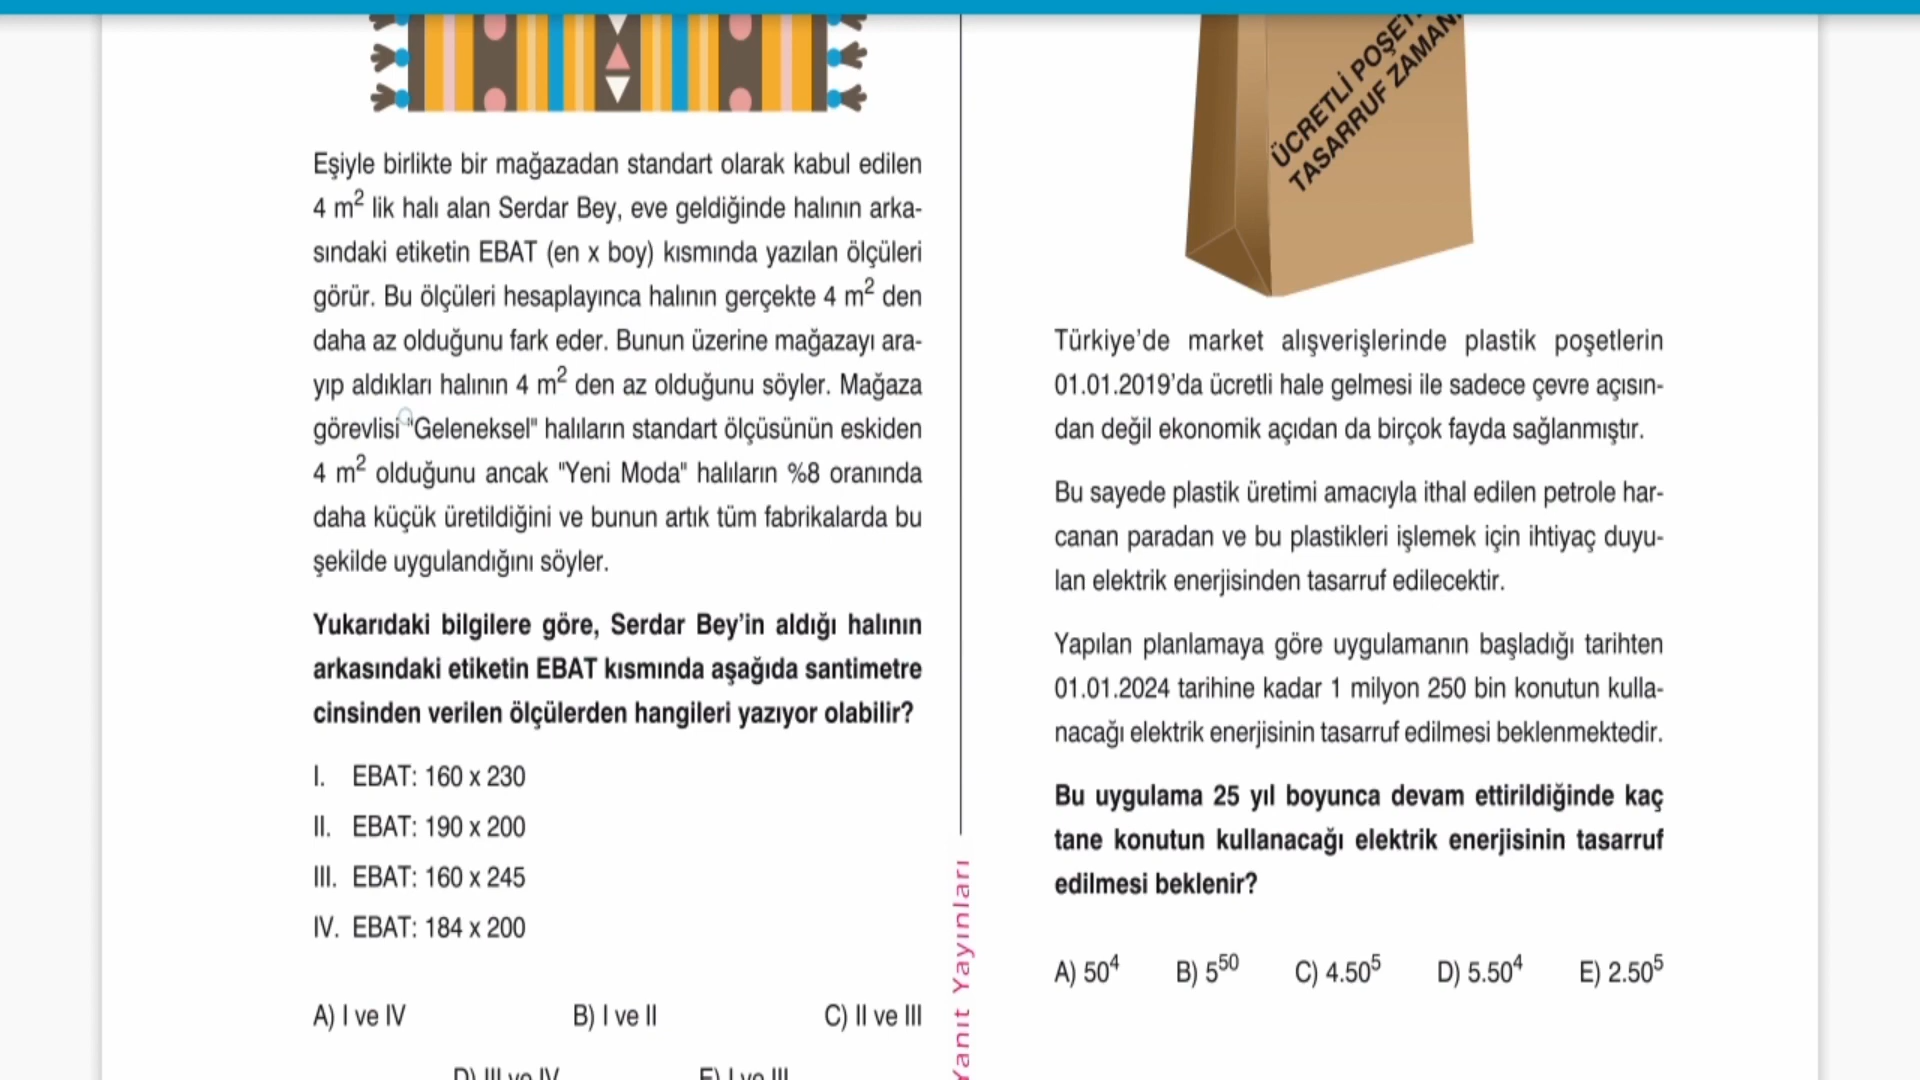 Eşiyle birlikte bir mağazadan standart olarak kabul edilen
4 m² lik halı alan Serdar Bey, eve geldiğinde halının arka-
sındaki etiketin EBAT (en x boy) kısmında yazılan ölçüleri
görür. Bu ölçüleri hesaplayınca halının gerçekte 4 m² den
daha az olduğunu fark eder. Bunun üzerine mağazayı ara-
yıp aldıkları halının 4 m² den az olduğunu söyler. Mağaza
görevlisi "Geleneksel" halıların standart ölçüsünün eskiden
4 m² olduğunu ancak "Yeni Moda" halıların %8 oranında
daha küçük üretildiğini ve bunun artık tüm fabrikalarda bu
şekilde uygulandığını söyler.
Yukarıdaki bilgilere göre, Serdar Bey'in aldığı halının
arkasındaki etiketin EBAT kısmında aşağıda santimetre
cinsinden verilen ölçülerden hangileri yazıyor olabilir?
I. EBAT: 160 x 230
II. EBAT: 190 x 200
III. EBAT: 160 x 245
IV. EBAT: 184 x 200
A) I ve IV B) I ve II C) II ve III
D) III ve IV E) I ve III
Yanıt Yayınları
ÜCRETLİ POŞET
TASARRUF ZAMANI
Türkiye'de market alışverişlerinde plastik poşetlerin
01.01.2019'da ücretli hale gelmesi ile sadece çevre açısın-
dan değil ekonomik açıdan da birçok fayda sağlanmıştır.
Bu sayede plastik üretimi amacıyla ithal edilen petrole har-
canan paradan ve bu plastikleri işlemek için ihtiyaç duyu-
lan elektrik enerjisinden tasarruf edilecektir.
Yapılan planlamaya göre uygulamanın başladığı tarihten
01.01.2024 tarihine kadar 1 milyon 250 bin konutun kulla-
nacağı elektrik enerjisinin tasarruf edilmesi beklenmektedir.
Bu uygulama 25 yıl boyunca devam ettirildiğinde kaç
tane konutun kullanacağı elektrik enerjisinin tasarruf
edilmesi beklenir?
A) 50⁴ B) 5⁵⁰ C) 4.50⁵ D) 5.50⁴ E) 2.50⁵